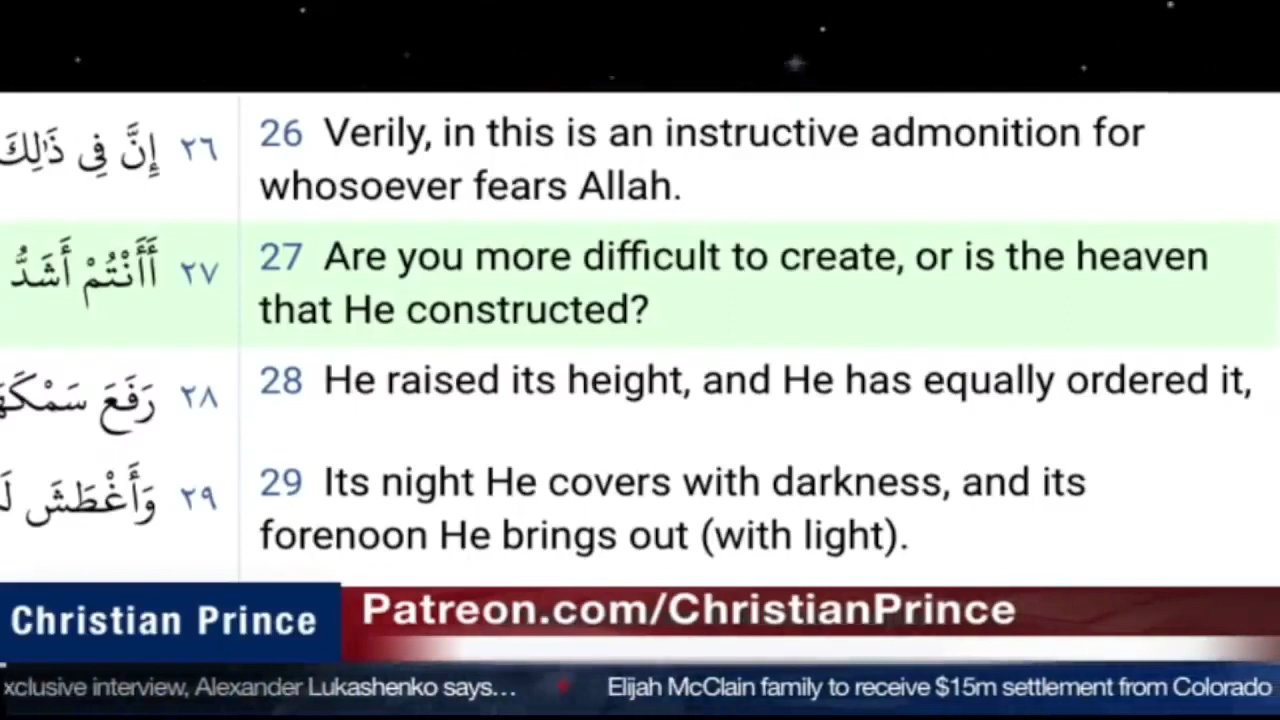 إِنَّ فِى ذَٰلِكَ ٢٦
26 Verily, in this is an instructive admonition for
whosoever fears Allah.
أَأَنْتُمْ أَشَدُّ ٢٧
27 Are you more difficult to create, or is the heaven
that He constructed?
رَفَعَ ٢٨
28 He raised its height, and He has equally ordered it,
وَأَغْطَشَ ٢٩
29 Its night He covers with darkness, and its
forenoon He brings out (with light).
Christian Prince
Patreon.com/ChristianPrince
xclusive interview, Alexander Lukashenko says... Elijah McClain family to receive $15m settlement from Colorado